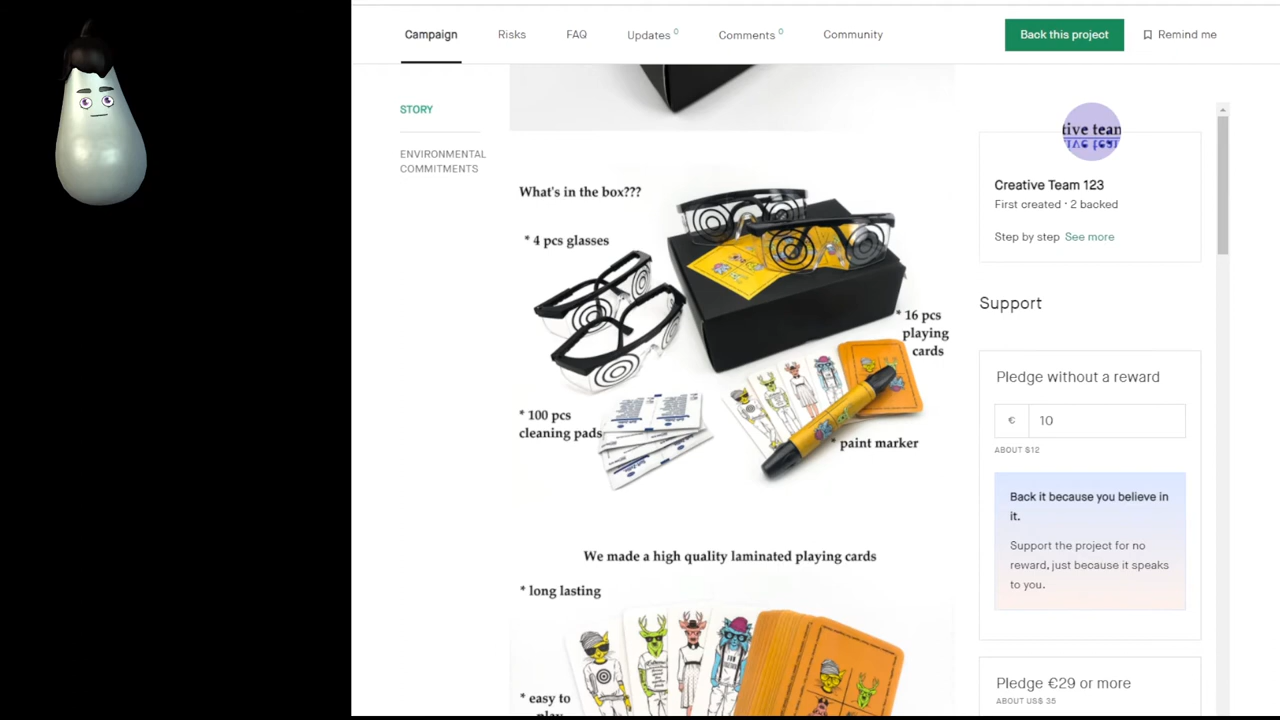 Campaign
Risks
FAQ
Updates 0
Comments 0
Community
Back this project
Remind me
STORY
ENVIRONMENTAL
COMMITMENTS
What's in the box???
* 4 pcs glasses
* 16 pcs
playing
cards
* 100 pcs
cleaning pads
* paint marker
We made a high quality laminated playing cards
* long lasting
* easy to
play
tive team
Creative Team 123
First created · 2 backed
Step by step See more
Support
Pledge without a reward
€ 10
ABOUT $12
Back it because you believe in
it.
Support the project for no
reward, just because it speaks
to you.
Pledge €29 or more
ABOUT US$ 35